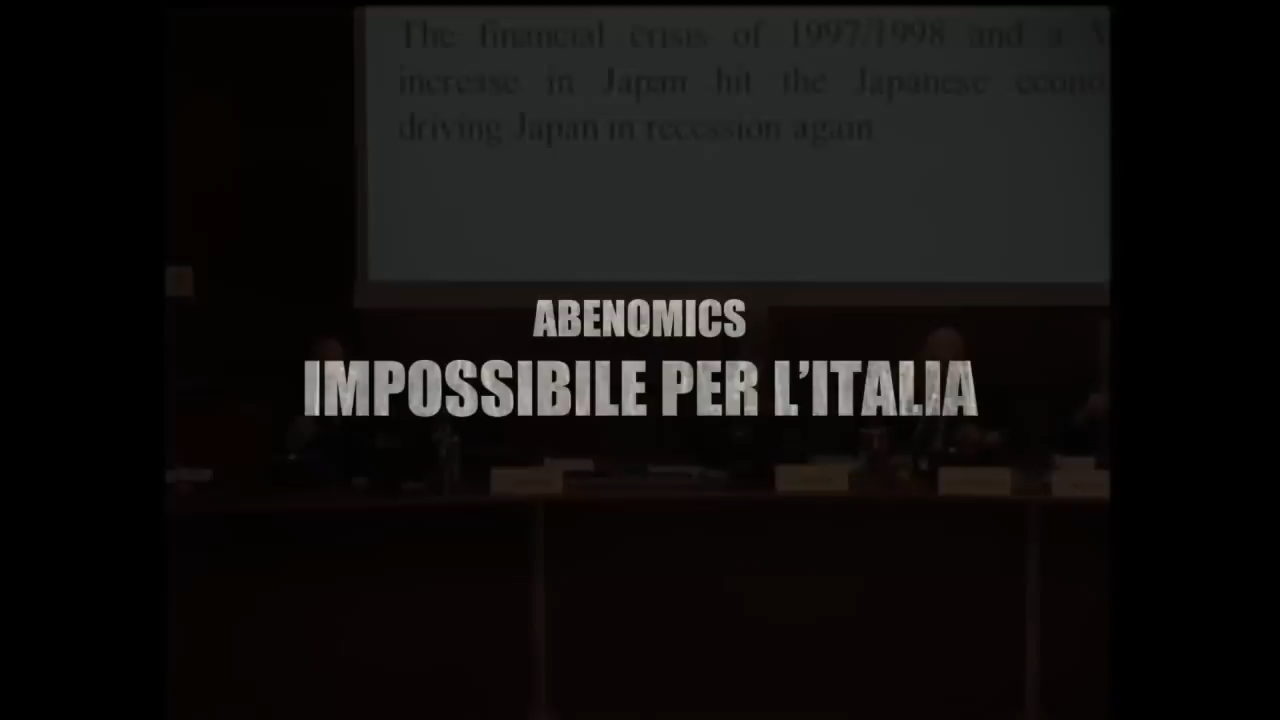 The financial crisis of 1997/1998 and a
increase in Japan hit the Japanese
driving Japan in recession again
ABENOMICS
IMPOSSIBILE PER L'ITALIA